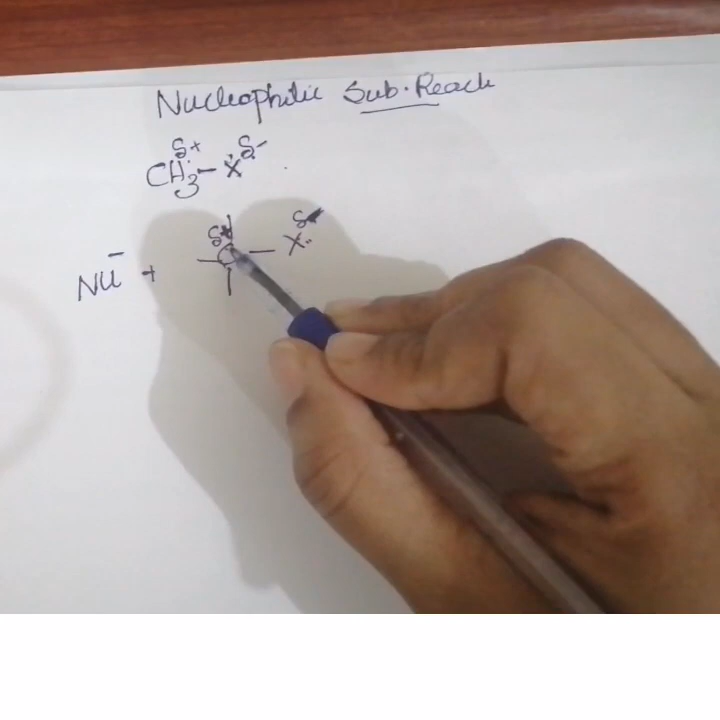 Nucleophilic Sub. Reach
δ+ δ-
CH3-X
δ+ δ-
Nu- + C - X